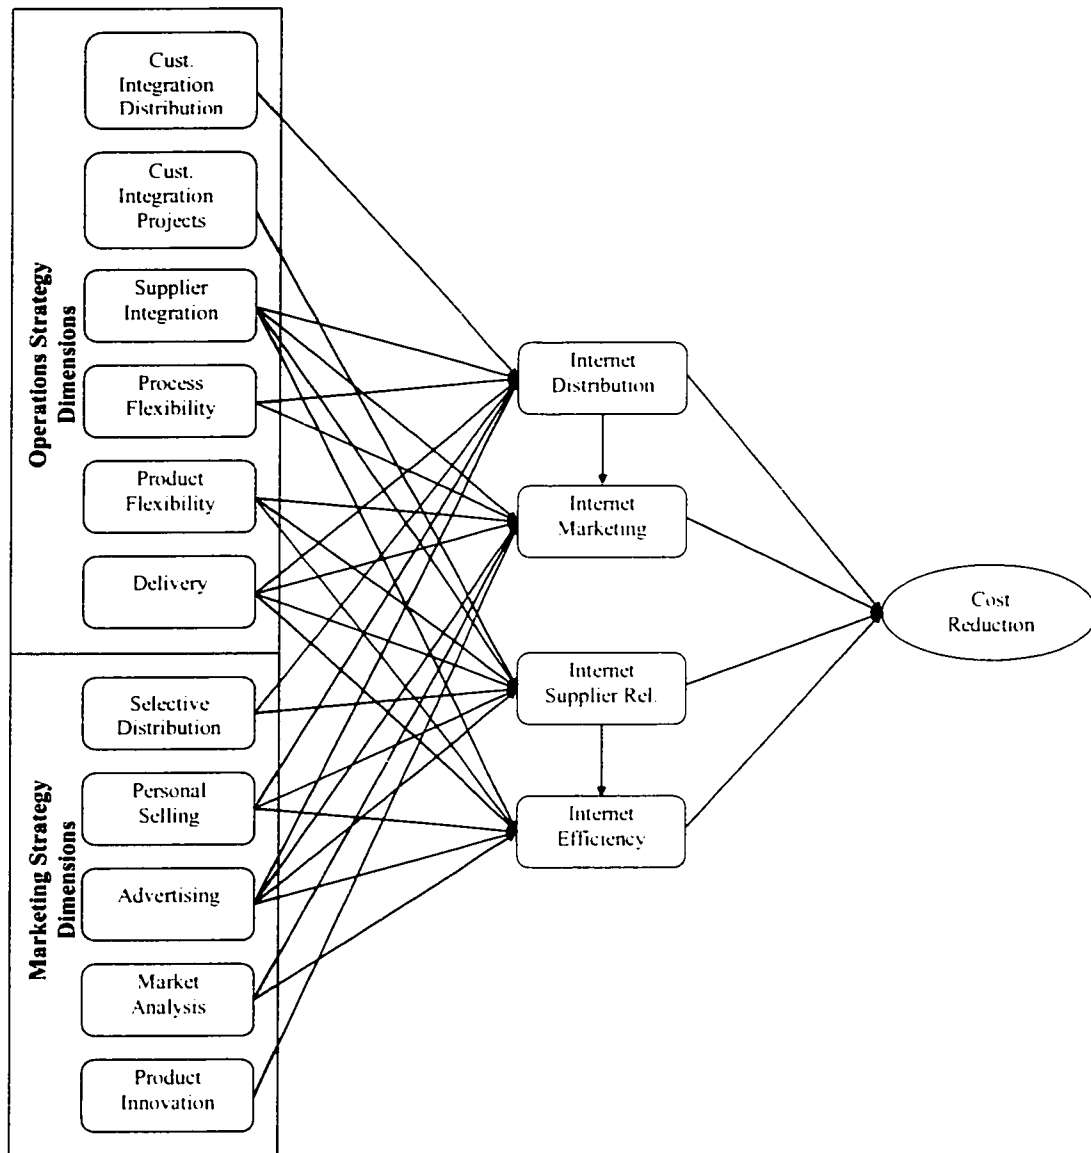 Operations Strategy
Dimensions
Cust.
Integration
Distribution
Cust.
Integration
Projects
Supplier
Integration
Process
Flexibility
Product
Flexibility
Delivery
Marketing Strategy
Dimensions
Selective
Distribution
Personal
Selling
Advertising
Market
Analysis
Product
Innovation
Internet
Distribution
Internet
Marketing
Internet
Supplier Rel.
Internet
Efficiency
Cost
Reduction